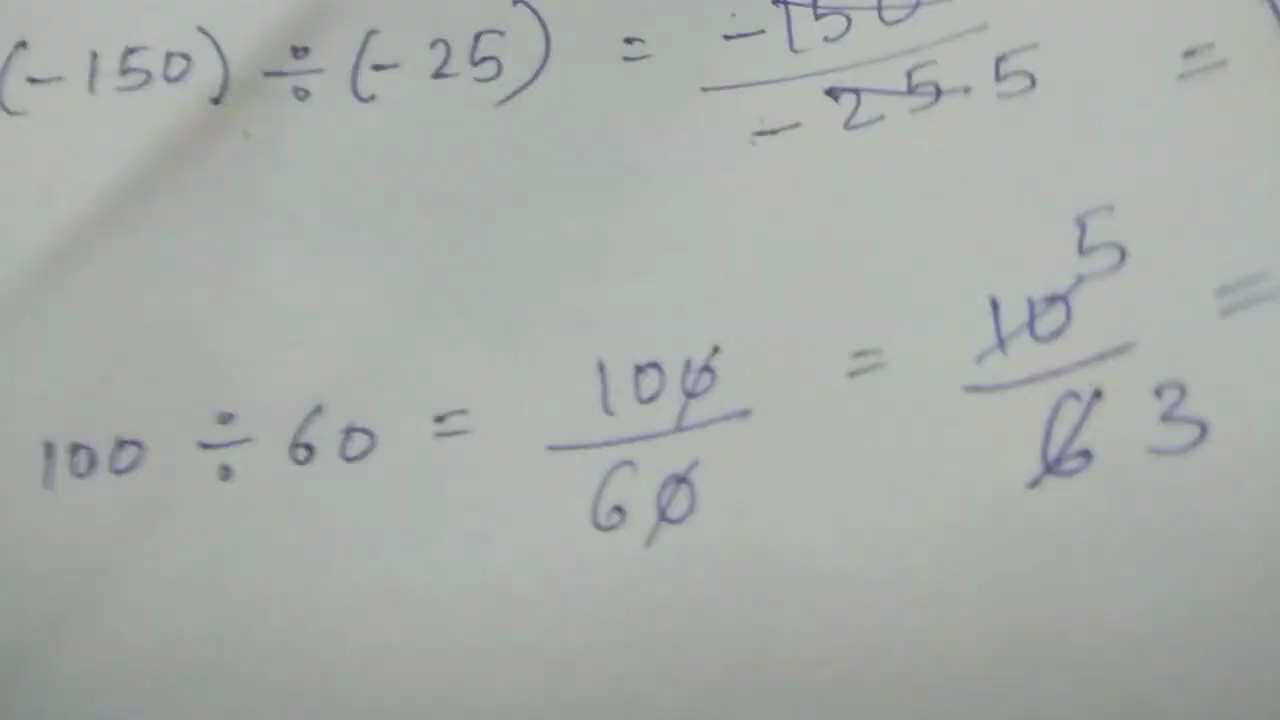 (-150) ÷ (-25) = -150/-25 5 =
100 ÷ 60 = 100/60 = 10/6 5 3 =